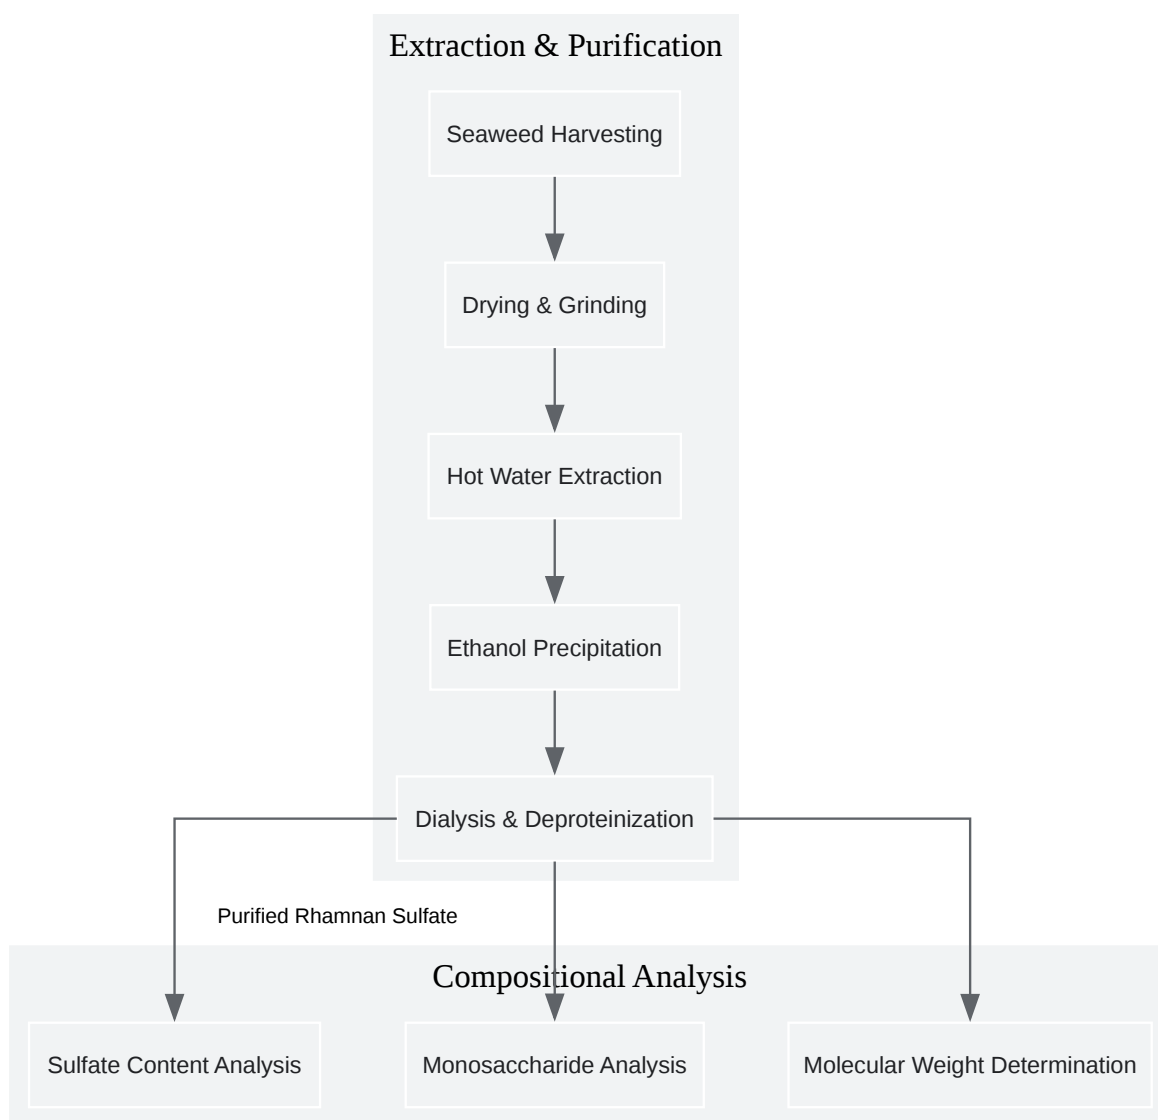 Extraction & Purification
Seaweed Harvesting
Drying & Grinding
Hot Water Extraction
Ethanol Precipitation
Dialysis & Deproteinization
Purified Rhamnan Sulfate
Compositional Analysis
Sulfate Content Analysis
Monosaccharide Analysis
Molecular Weight Determination